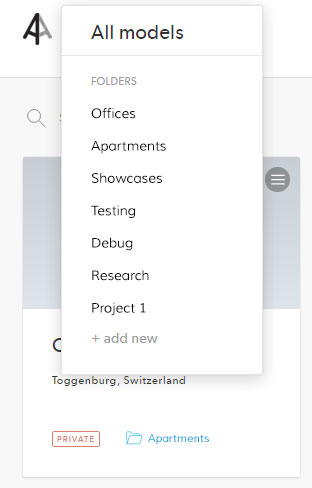 All models
FOLDERS
Offices
Apartments
Showcases
Testing
Debug
Research
Project 1
+ add new
Toggenburg, Switzerland
PRIVATE
Apartments